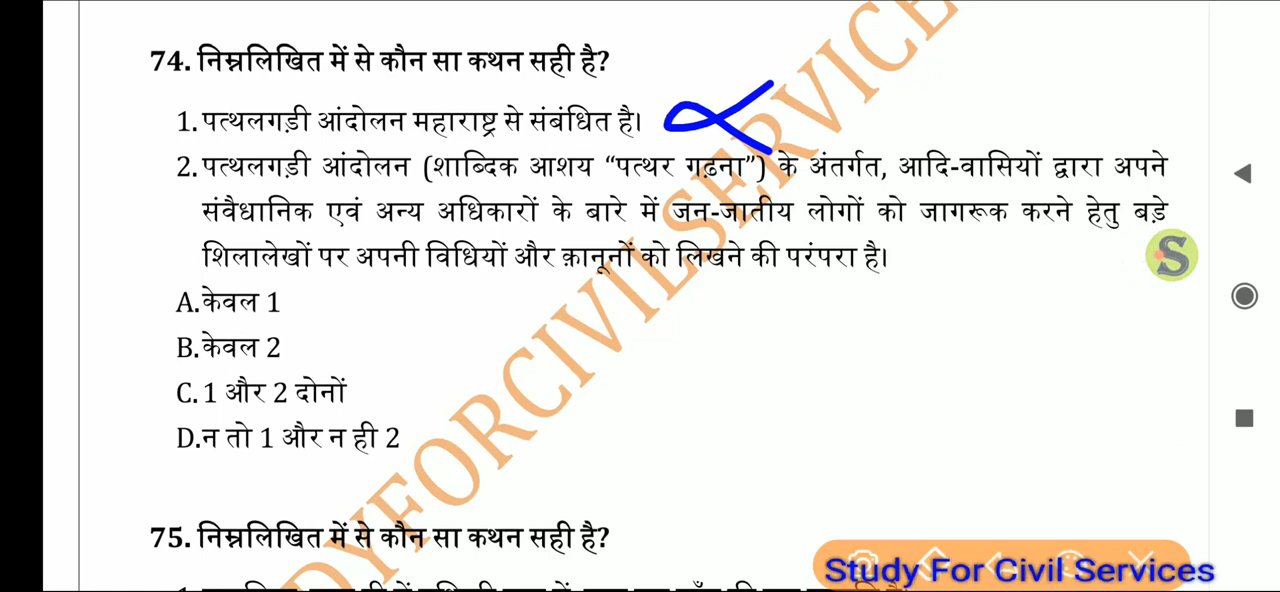 74. निम्नलिखित में से कौन सा कथन सही है?
1. पत्थलगड़ी आंदोलन महाराष्ट्र से संबंधित है।
2. पत्थलगड़ी आंदोलन (शाब्दिक आशय “पत्थर गढ़ना”) के अंतर्गत, आदि-वासियों द्वारा अपने
संवैधानिक एवं अन्य अधिकारों के बारे में जन-जातीय लोगों को जागरूक करने हेतु बड़े
शिलालेखों पर अपनी विधियों और क़ानूनों को लिखने की परंपरा है।
A. केवल 1
B. केवल 2
C. 1 और 2 दोनों
D. न तो 1 और न ही 2
75. निम्नलिखित में से कौन सा कथन सही है?
DYFORCIVILSERVICE
S
Study For Civil Services